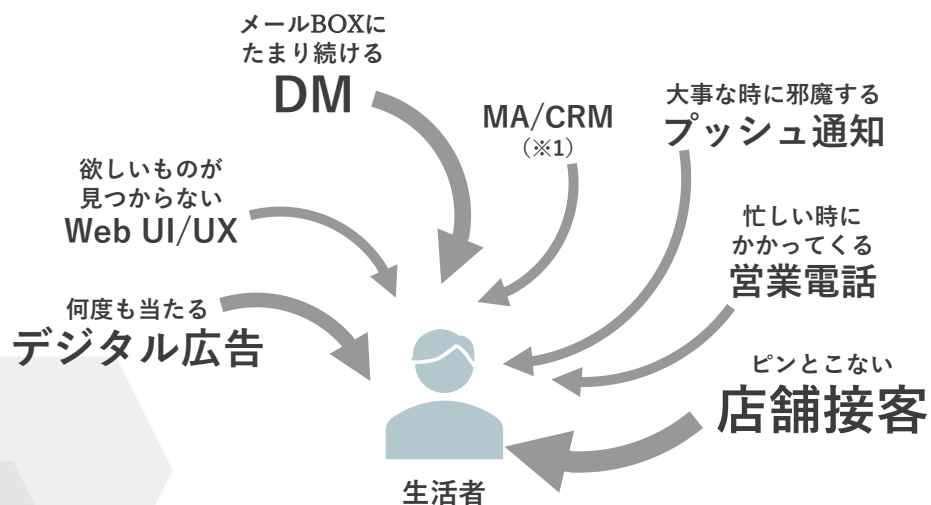 メールBOXに
たまり続ける
DM
MA/CRM
（※1）
大事な時に邪魔する
プッシュ通知
欲しいものが
見つからない
Web UI/UX
忙しい時に
かかってくる
営業電話
何度も当たる
デジタル広告
ピンとこない
店舗接客
生活者